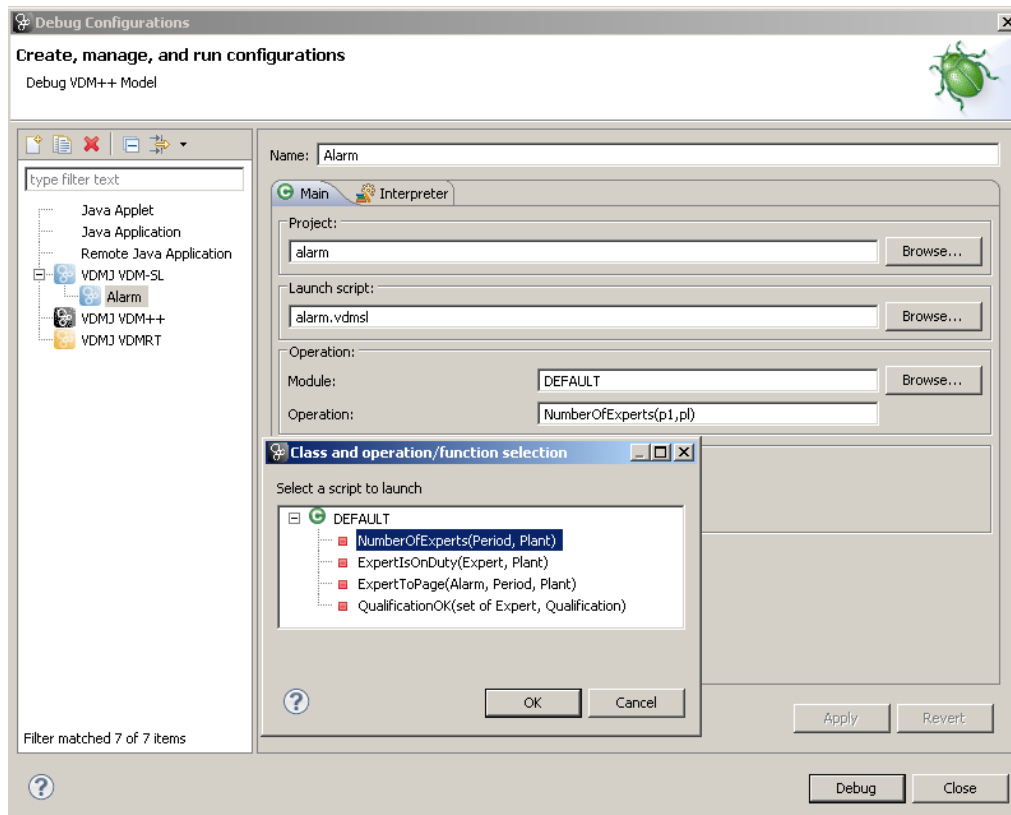 Debug Configurations
Create, manage, and run configurations
Debug VDM++ Model
type filter text
Java Applet
Java Application
Remote Java Application
VDMJ VDM-SL
Alarm
VDMJ VDM++
VDMJ VDMRT
Filter matched 7 of 7 items
Name: Alarm
Main Interpreter
Project:
alarm Browse...
Launch script:
alarm.vdmsl Browse...
Operation:
Module: DEFAULT Browse...
Operation: NumberOfExperts(p1,pl)
Class and operation/function selection
Select a script to launch
DEFAULT
NumberOfExperts(Period, Plant)
ExpertIsOnDuty(Expert, Plant)
ExpertToPage(Alarm, Period, Plant)
QualificationOK(set of Expert, Qualification)
OK Cancel
Apply Revert
Debug Close